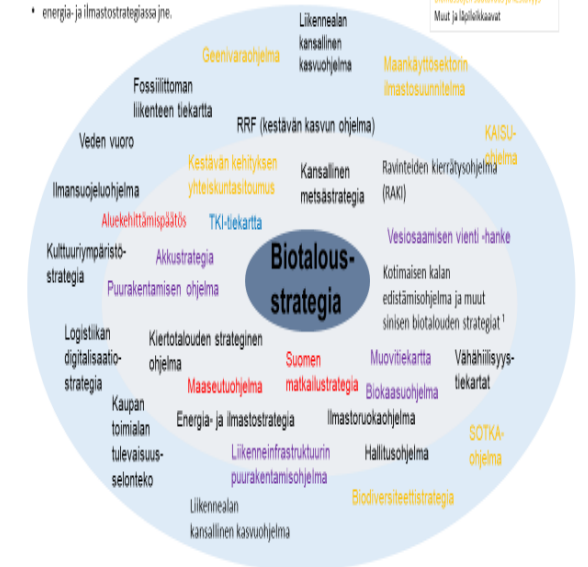 • energia- ja ilmastostrategiassa jne.
Muut ja läpileikkaavat
Liikennealan
kansallinen
kasvuohjelma
Geenivaraohjelma
Maankäyttösektorin
ilmastosuunnitelma
Fossiilittoman
liikenteen tiekartta
RRF (kestävän kasvun ohjelma)
KAISU-
ohjelma
Veden vuoro
Kestävän kehityksen
yhteiskuntasitoumus
Kansallinen
metsästrategia
Ravinteiden kierrätysohjelma
(RAKI)
Ilmansuojeluohjelma
Aluekehittämispäätös
TKI-tiekartta
Vesiosaamisen vienti -hanke
Kulttuuriympäristö-
strategia
Akkustrategia
Puurakentamisen ohjelma
Biotalous-
strategia
Kotimaisen kalan
edistämisohjelma ja muut
sinisen biotalouden strategiat ¹
Logistiikan
digitalisaatio-
strategia
Kiertotalouden strateginen
ohjelma
Suomen
matkailustrategia
Muovitiekartta
Vähähiilisyys-
tiekartat
Maaseutuohjelma
Biokaasuohjelma
Kaupan
toimialan
tulevaisuus-
selonteko
Energia- ja ilmastostrategia
Ilmastoruokaohjelma
SOTKA-
ohjelma
Liikenneinfrastruktuurin
puurakentamisohjelma
Hallitusohjelma
Biodiversiteettistrategia
Liikennealan
kansallinen kasvuohjelma